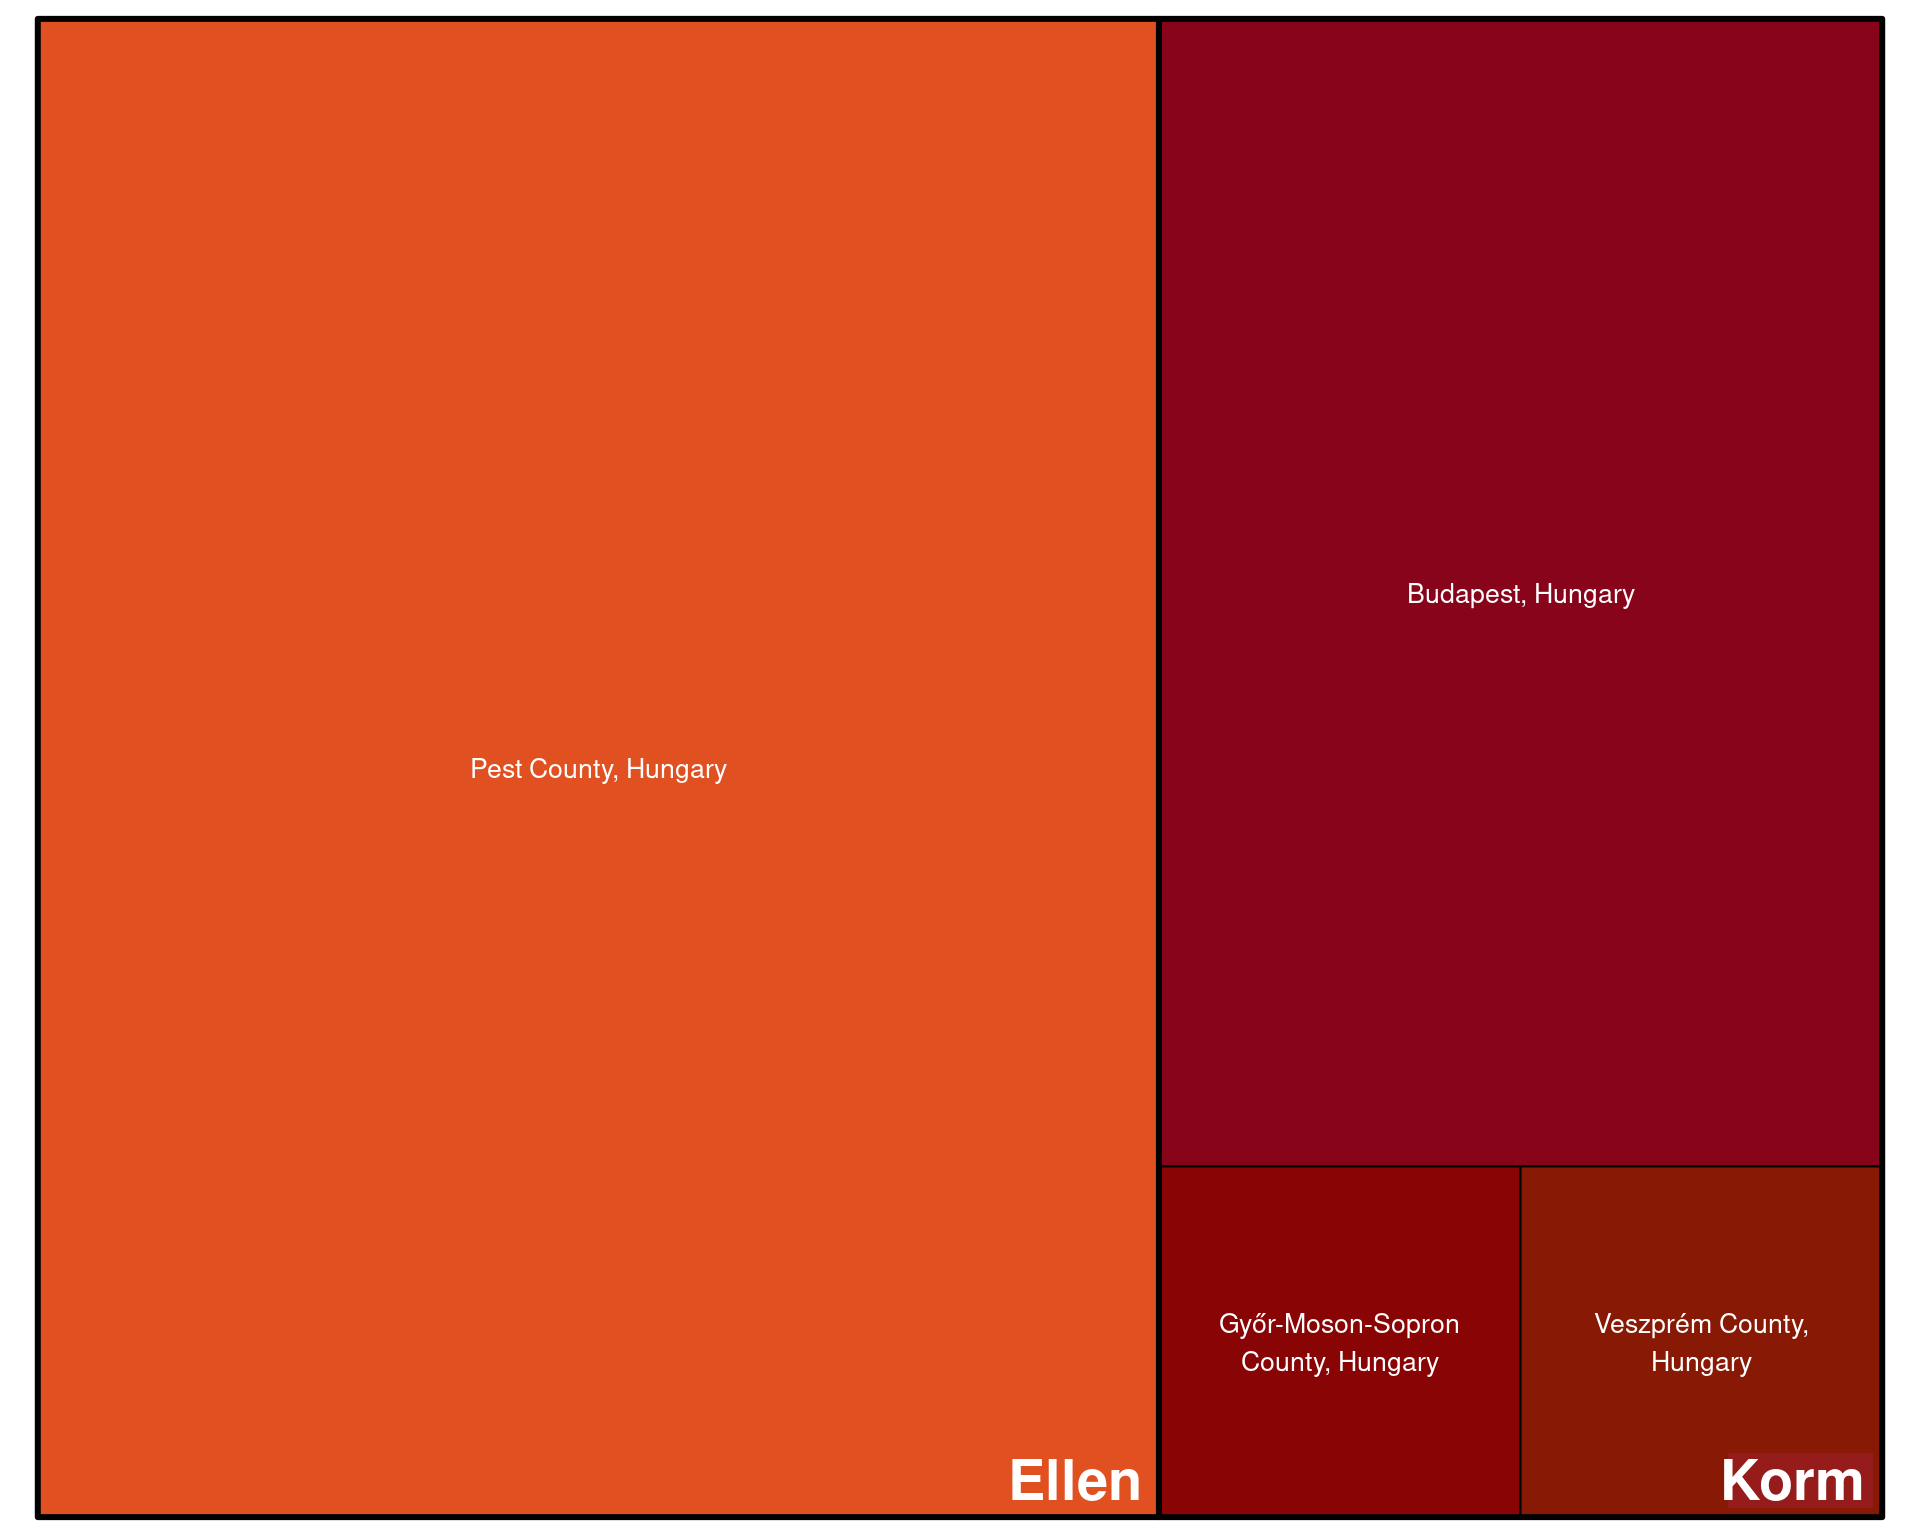 Budapest, Hungary
Pest County, Hungary
Győr-Moson-Sopron
County, Hungary
Veszprém County,
Hungary
Ellen
Korm